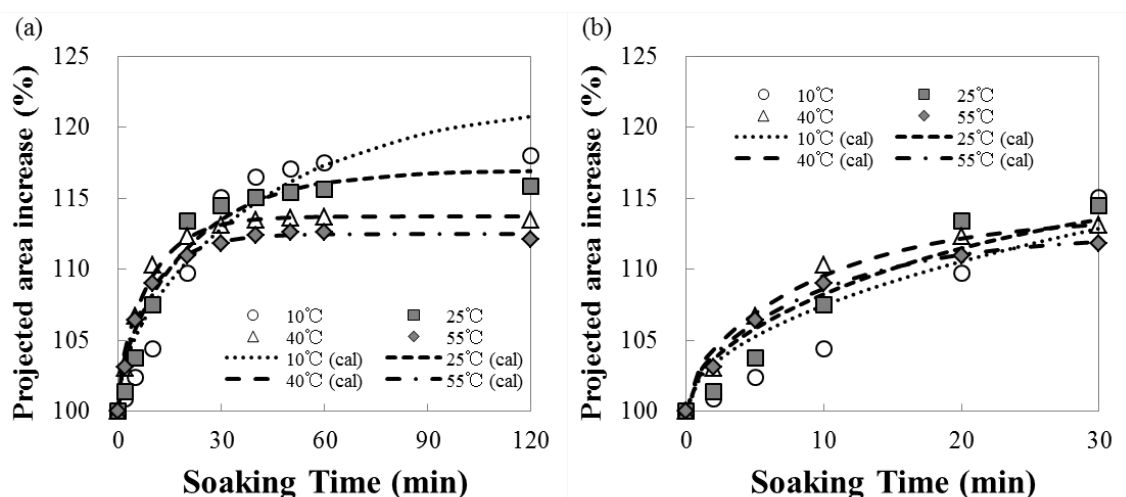 (a)
Projected area increase (%)
125
120
115
110
105
100
10℃
25℃
40℃
55℃
10℃ (cal)
25℃ (cal)
40℃ (cal)
55℃ (cal)
0
30
60
90
120
Soaking Time (min)
(b)
Projected area increase (%)
125
120
115
110
105
100
10℃
25℃
40℃
55℃
10℃ (cal)
25℃ (cal)
40℃ (cal)
55℃ (cal)
0
10
20
30
Soaking Time (min)